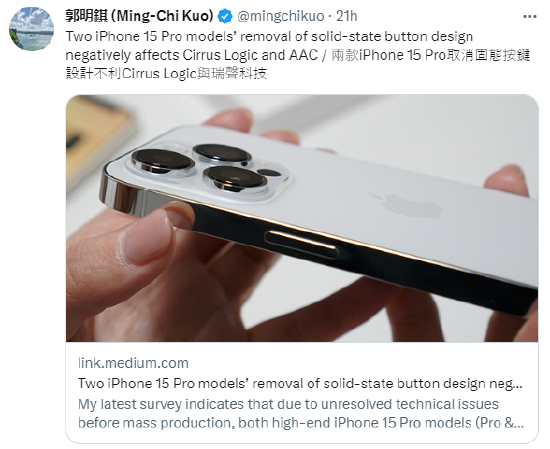 郭明錤 (Ming-Chi Kuo) @mingchikuo · 21h
Two iPhone 15 Pro models’ removal of solid-state button design
negatively affects Cirrus Logic and AAC / 兩款iPhone 15 Pro取消固態按鍵
設計不利Cirrus Logic與瑞聲科技
link.medium.com
Two iPhone 15 Pro models’ removal of solid-state button design neg...
My latest survey indicates that due to unresolved technical issues
before mass production, both high-end iPhone 15 Pro models (Pro &...